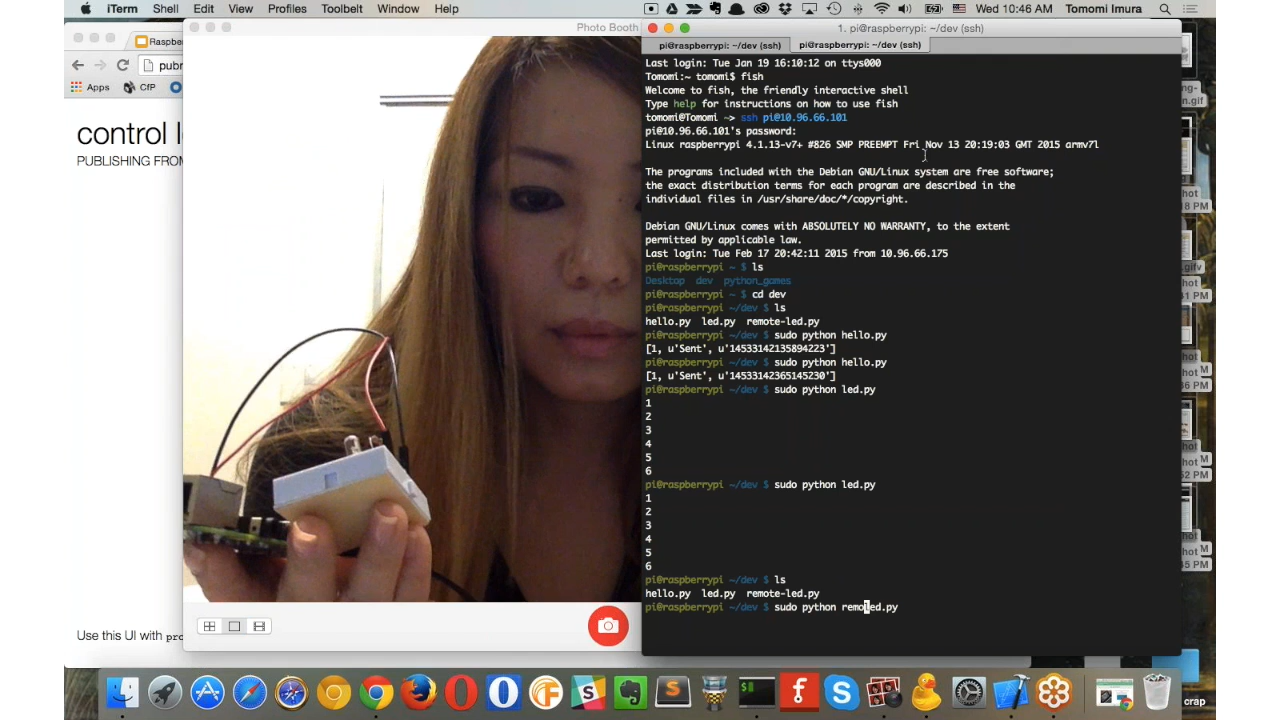 iTerm Shell Edit View Profiles Toolbelt Window Help
Wed 10:46 AM Tomomi Imura
Raspbe
pubr
Apps CfP
control l
PUBLISHING FROM
Use this UI with pro
Photo Booth
1. pi@raspberrypi: ~/dev (ssh)
pi@raspberrypi: ~/dev (ssh) pi@raspberrypi: ~/dev (ssh)
Last login: Tue Jan 19 16:10:12 on ttys000
Tomomi:~ tomomi$ fish
Welcome to fish, the friendly interactive shell
Type help for instructions on how to use fish
tomomi@Tomomi ~> ssh pi@10.96.66.101
pi@10.96.66.101's password:
Linux raspberrypi 4.1.13-v7+ #826 SMP PREEMPT Fri Nov 13 20:19:03 GMT 2015 armv7l
The programs included with the Debian GNU/Linux system are free software;
the exact distribution terms for each program are described in the
individual files in /usr/share/doc/*/copyright.
Debian GNU/Linux comes with ABSOLUTELY NO WARRANTY, to the extent
permitted by applicable law.
Last login: Tue Feb 17 20:42:11 2015 from 10.96.66.175
pi@raspberrypi ~ $ ls
Desktop dev python_games
pi@raspberrypi ~ $ cd dev
pi@raspberrypi ~/dev $ ls
hello.py led.py remote-led.py
pi@raspberrypi ~/dev $ sudo python hello.py
[1, u'Sent', u'14533142135894223']
pi@raspberrypi ~/dev $ sudo python hello.py
[1, u'Sent', u'14533142365145230']
pi@raspberrypi ~/dev $ sudo python led.py
1
2
3
4
5
6
pi@raspberrypi ~/dev $ sudo python led.py
1
2
3
4
5
6
pi@raspberrypi ~/dev $ ls
hello.py led.py remote-led.py
pi@raspberrypi ~/dev $ sudo python remoled.py
crap